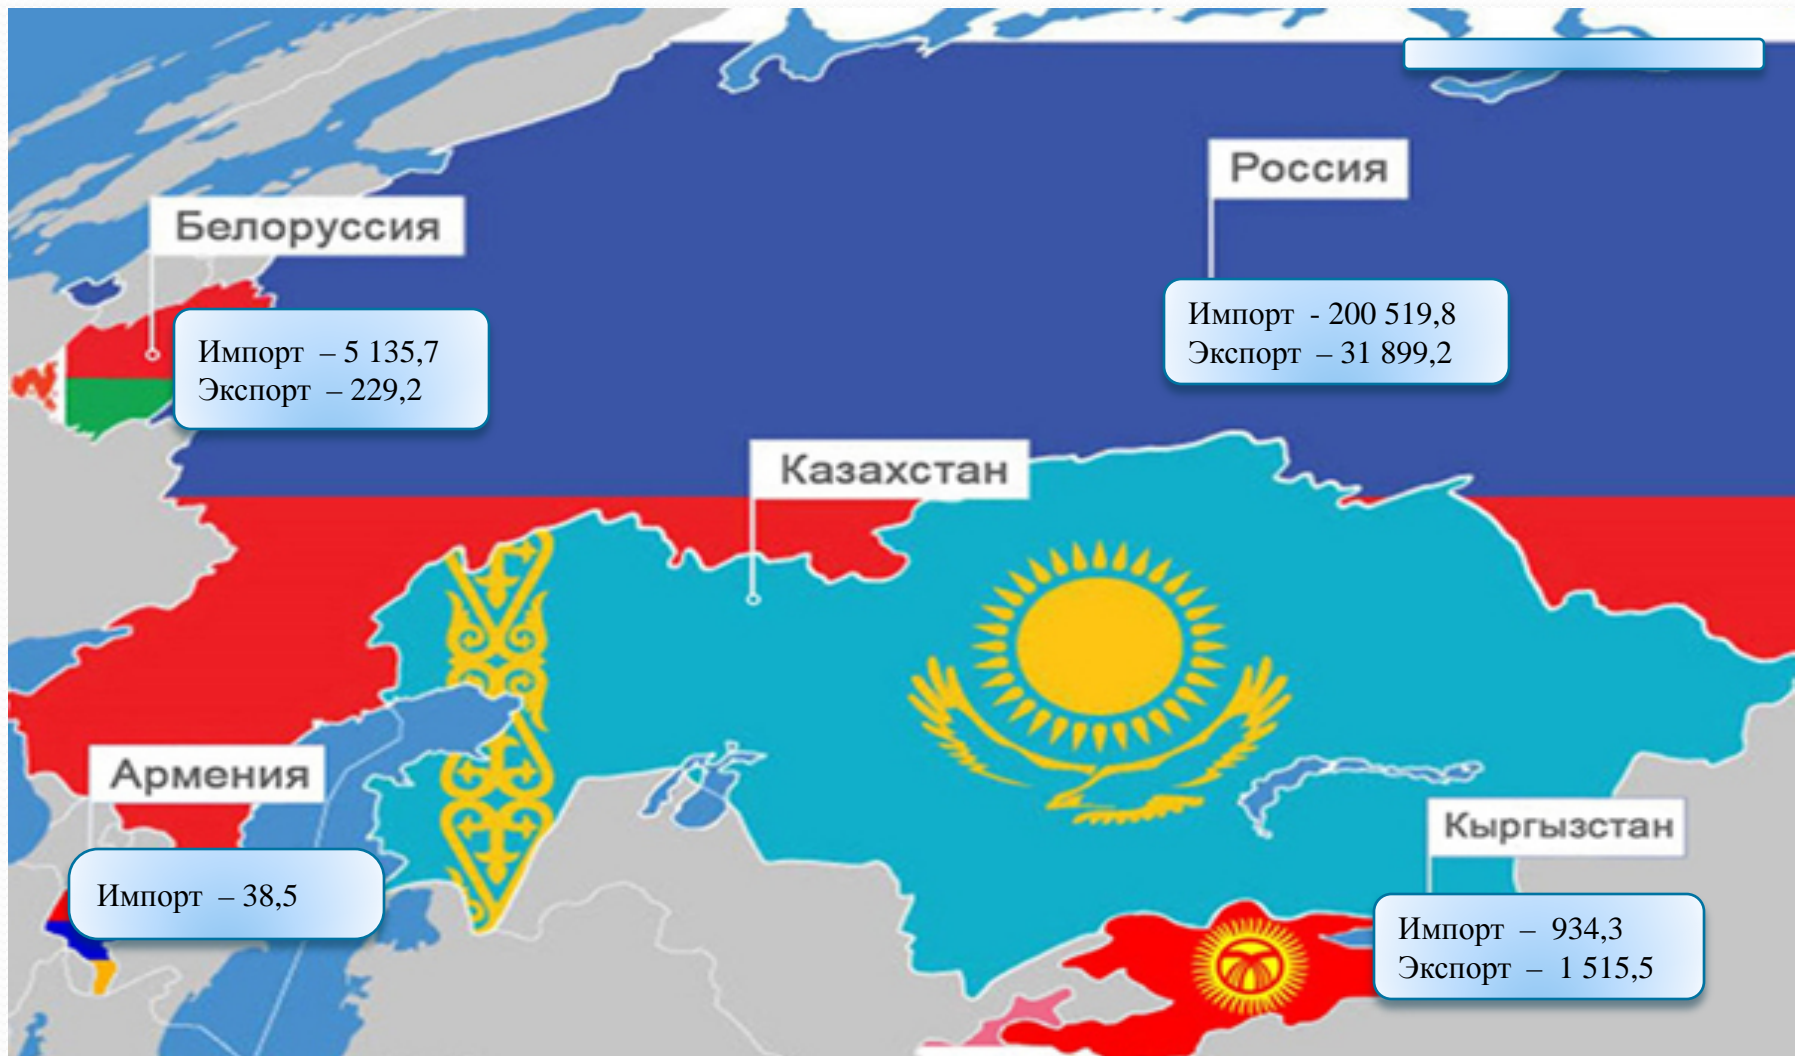 Россия
Белоруссия
Импорт - 200 519,8
Экспорт – 31 899,2
Импорт – 5 135,7
Экспорт – 229,2
Казахстан
Армения
Импорт – 38,5
Кыргызстан
Импорт – 934,3
Экспорт – 1 515,5